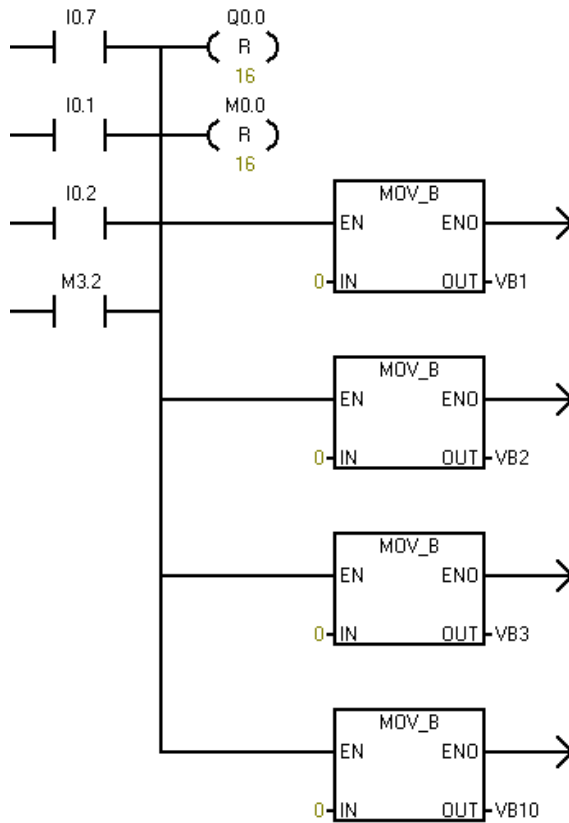 I0.7 Q0.0
R
16
I0.1 M0.0
R
16
I0.2 MOV_B
EN ENO
M3.2
0 IN OUT VB1
MOV_B
EN ENO
0 IN OUT VB2
MOV_B
EN ENO
0 IN OUT VB3
MOV_B
EN ENO
0 IN OUT VB10